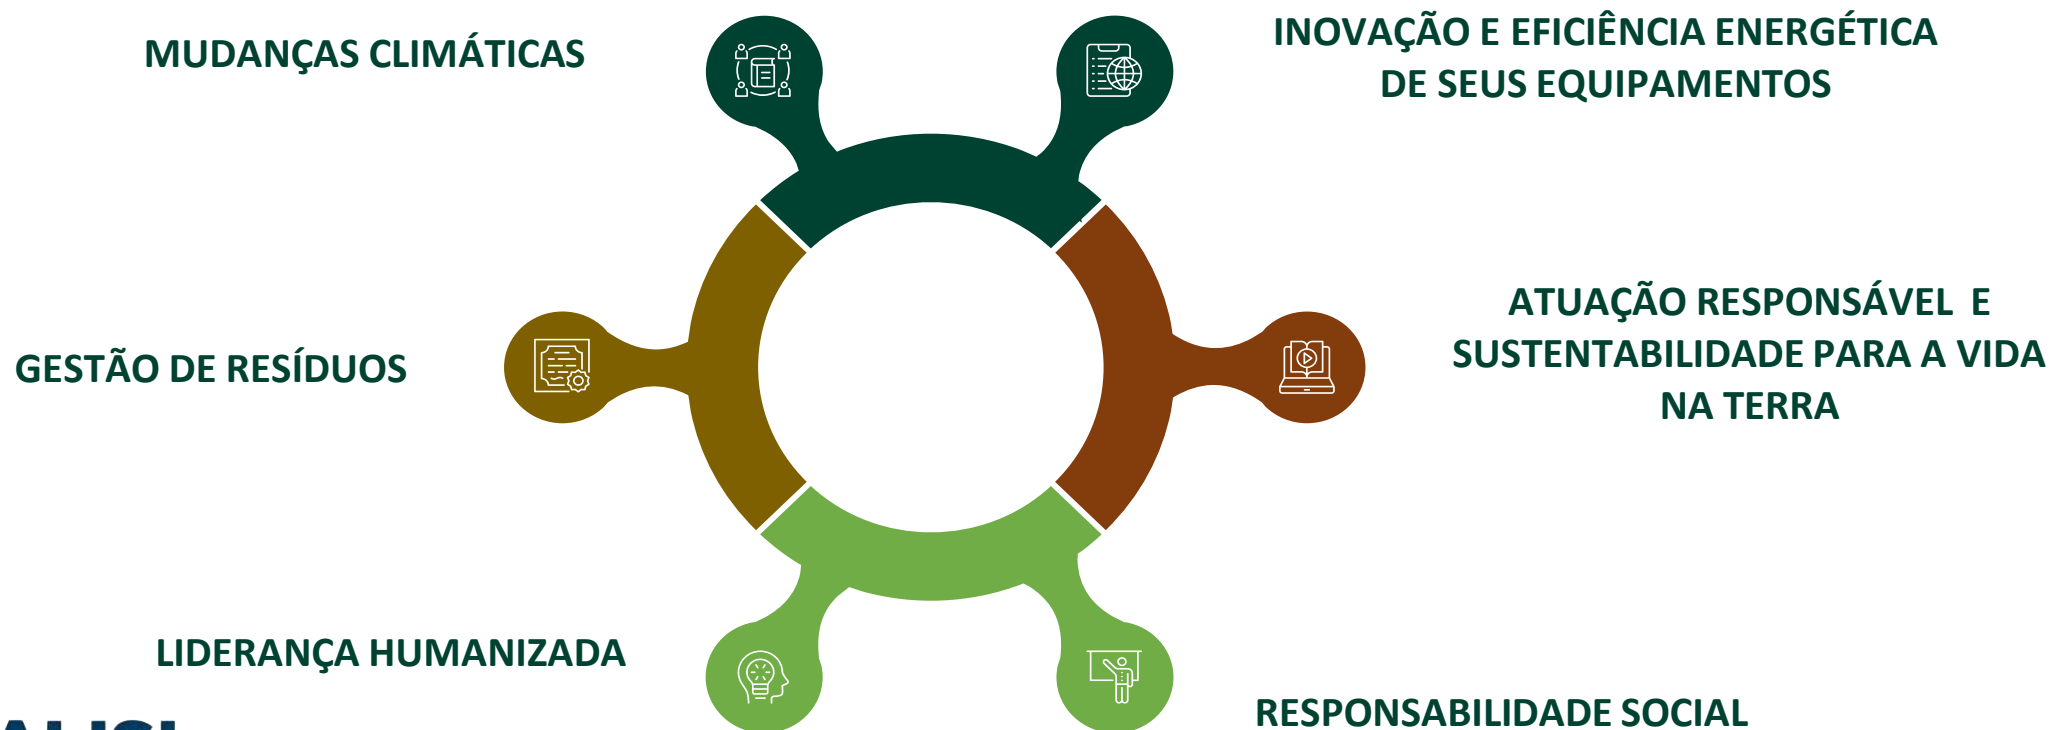 MUDANÇAS CLIMÁTICAS
INOVAÇÃO E EFICIÊNCIA ENERGÉTICA
DE SEUS EQUIPAMENTOS
GESTÃO DE RESÍDUOS
ATUAÇÃO RESPONSÁVEL E
SUSTENTABILIDADE PARA A VIDA
NA TERRA
LIDERANÇA HUMANIZADA
RESPONSABILIDADE SOCIAL